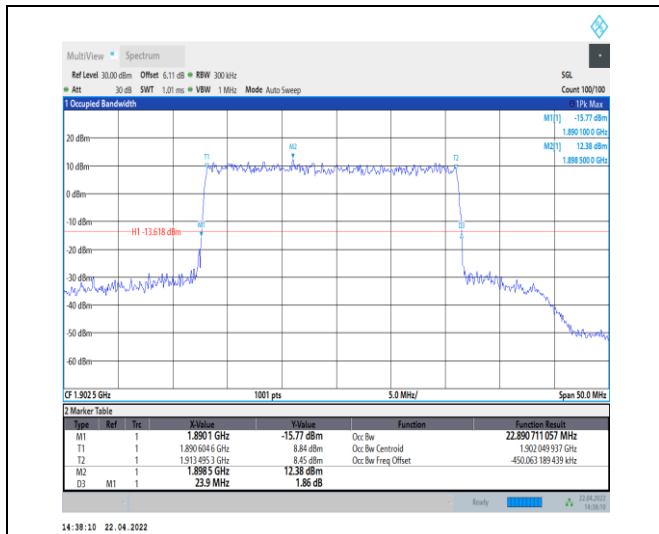 MultiView Spectrum
Ref Level 30.00 dBm Offset 6.11 dB RBW 300 kHz SGL
Att 30 dB SWT 1.01 ms VBW 1 MHz Mode Auto Sweep Count 100/100
1 Occupied Bandwidth 1Pk Max
M1[1] -15.77 dBm
1.890 100 0 GHz
M2[1] 12.38 dBm
1.898 500 0 GHz
20 dBm
M2
T1 T2
10 dBm
0 dBm
-10 dBm
M1 D3
H1 -13.618 dBm
-20 dBm
-30 dBm
-40 dBm
-50 dBm
-60 dBm
CF 1.902 5 GHz 1001 pts 5.0 MHz/ Span 50.0 MHz
2 Marker Table
Type Ref Trc X-Value Y-Value Function Function Result
M1 1 1.8901 GHz -15.77 dBm Occ Bw 22.890 711 057 MHz
T1 1 1.890 604 6 GHz 8.84 dBm Occ Bw Centroid 1.902 049 937 GHz
T2 1 1.913 495 3 GHz 8.45 dBm Occ Bw Freq Offset -450.063 189 439 kHz
M2 1 1.8985 GHz 12.38 dBm
D3 M1 1 23.9 MHz 1.86 dB
Ready 22.04.2022
14:38:10
14:38:10 22.04.2022